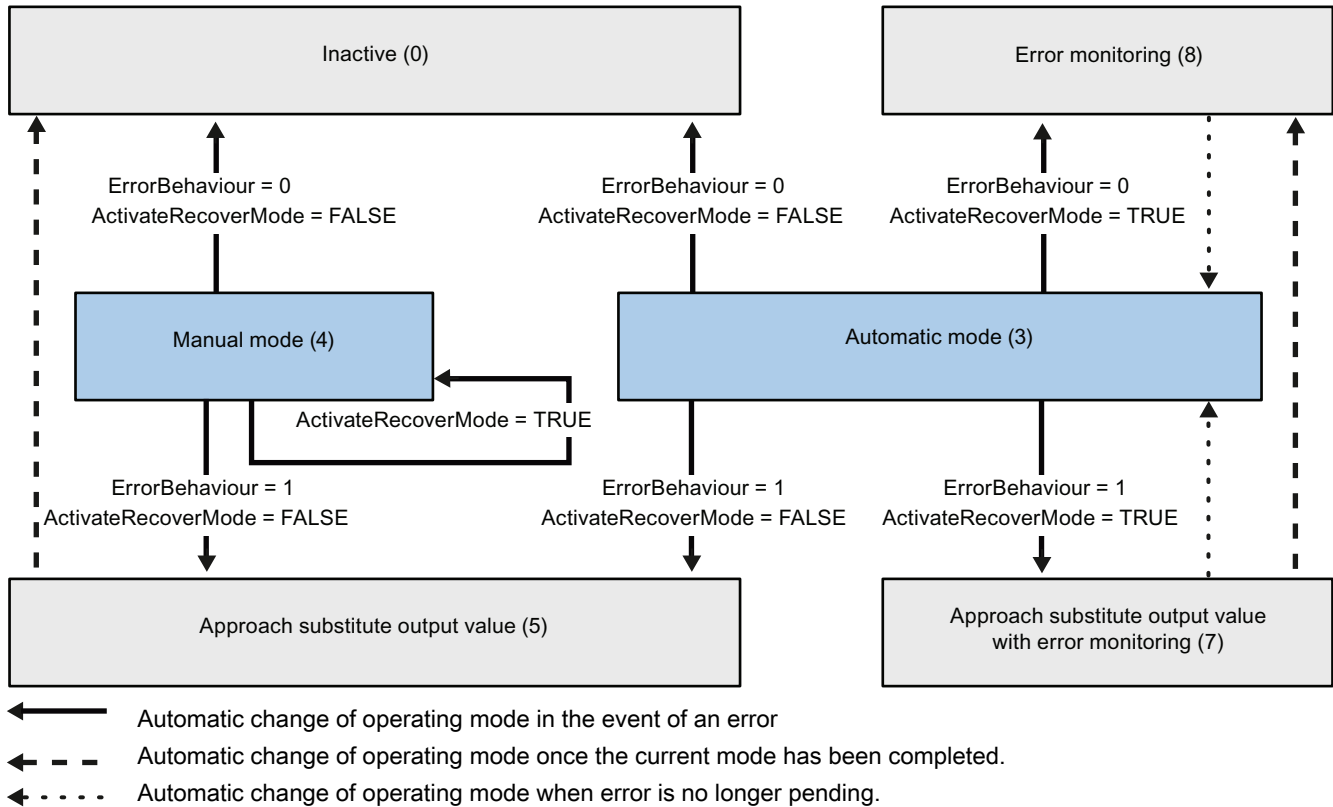 Inactive (0)
Error monitoring (8)
ErrorBehaviour = 0
ActivateRecoverMode = FALSE
ErrorBehaviour = 0
ActivateRecoverMode = FALSE
ErrorBehaviour = 0
ActivateRecoverMode = TRUE
Manual mode (4)
Automatic mode (3)
ActivateRecoverMode = TRUE
ErrorBehaviour = 1
ActivateRecoverMode = FALSE
ErrorBehaviour = 1
ActivateRecoverMode = FALSE
ErrorBehaviour = 1
ActivateRecoverMode = TRUE
Approach substitute output value (5)
Approach substitute output value
with error monitoring (7)
Automatic change of operating mode in the event of an error
Automatic change of operating mode once the current mode has been completed.
Automatic change of operating mode when error is no longer pending.